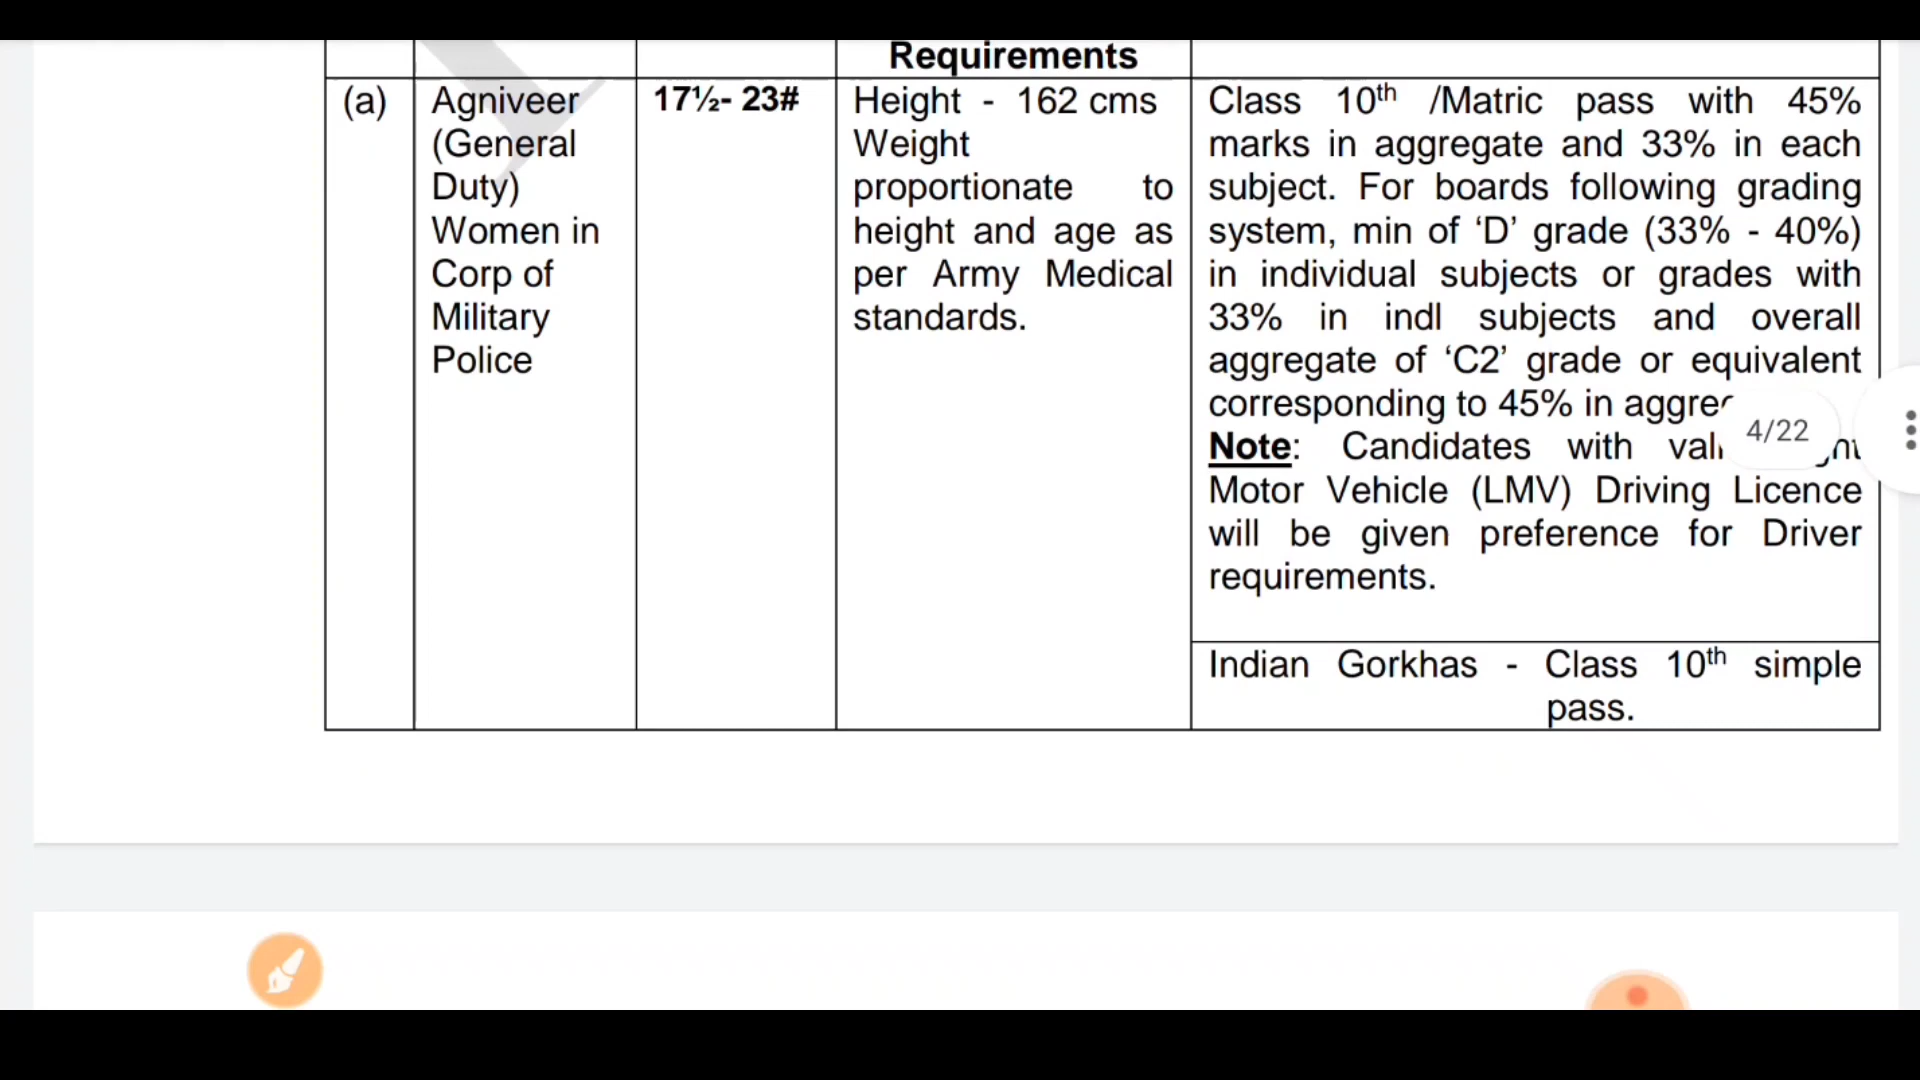 Requirements
(a)
Agniveer
(General
Duty)
Women in
Corp of
Military
Police
17½- 23#
Height - 162 cms
Weight
proportionate to
height and age as
per Army Medical
standards.
Class 10th /Matric pass with 45%
marks in aggregate and 33% in each
subject. For boards following grading
system, min of ‘D’ grade (33% - 40%)
in individual subjects or grades with
33% in indl subjects and overall
aggregate of ‘C2’ grade or equivalent
corresponding to 45% in
Note: Candidates with
Motor Vehicle (LMV) Driving Licence
will be given preference for Driver
requirements.
Indian Gorkhas - Class 10th simple
pass.
4/22